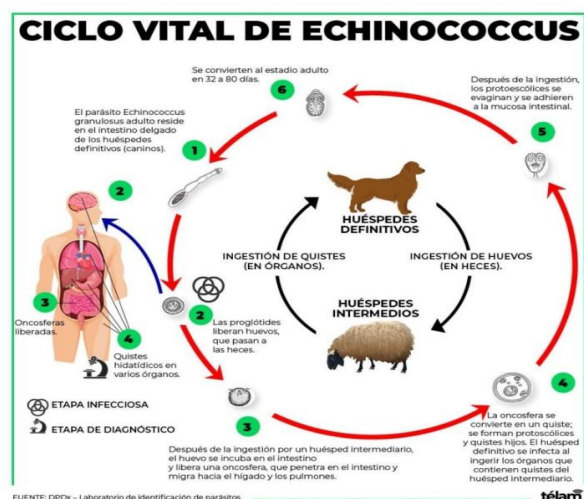 CICLO VITAL DE ECHINOCOCCUS
Se convierten al estadio adulto
en 32 a 80 días.
6
Después de la ingestión,
los protoescólices se
evaginan y se adhieren
a la mucosa intestinal.
5
El parásito Echinococcus
granulosus adulto reside
en el intestino delgado
de los huéspedes
definitivos (caninos).
1
2
HUÉSPEDES
DEFINITIVOS
INGESTIÓN DE QUISTES
(EN ÓRGANOS).
INGESTIÓN DE HUEVOS
(EN HECES).
HUÉSPEDES
INTERMEDIOS
3
Oncosferas
liberadas.
4
Quistes
hidatídicos en
varios órganos.
2
Las proglótides
liberan huevos,
que pasan a
las heces.
ETAPA INFECCIOSA
ETAPA DE DIAGNÓSTICO
3
Después de la ingestión por un huésped intermediario,
el huevo se incuba en el intestino
y libera una oncosfera, que penetra en el intestino y
migra hacia el hígado y los pulmones.
4
La oncosfera se
convierte en un quiste;
se forman protoscólices
y quistes hijos. El huésped
definitivo se infecta al
ingerir los órganos que
contienen quistes del
huésped intermediario.
FUENTE: DPDx – Laboratorio de identificación de parásitos.
télam